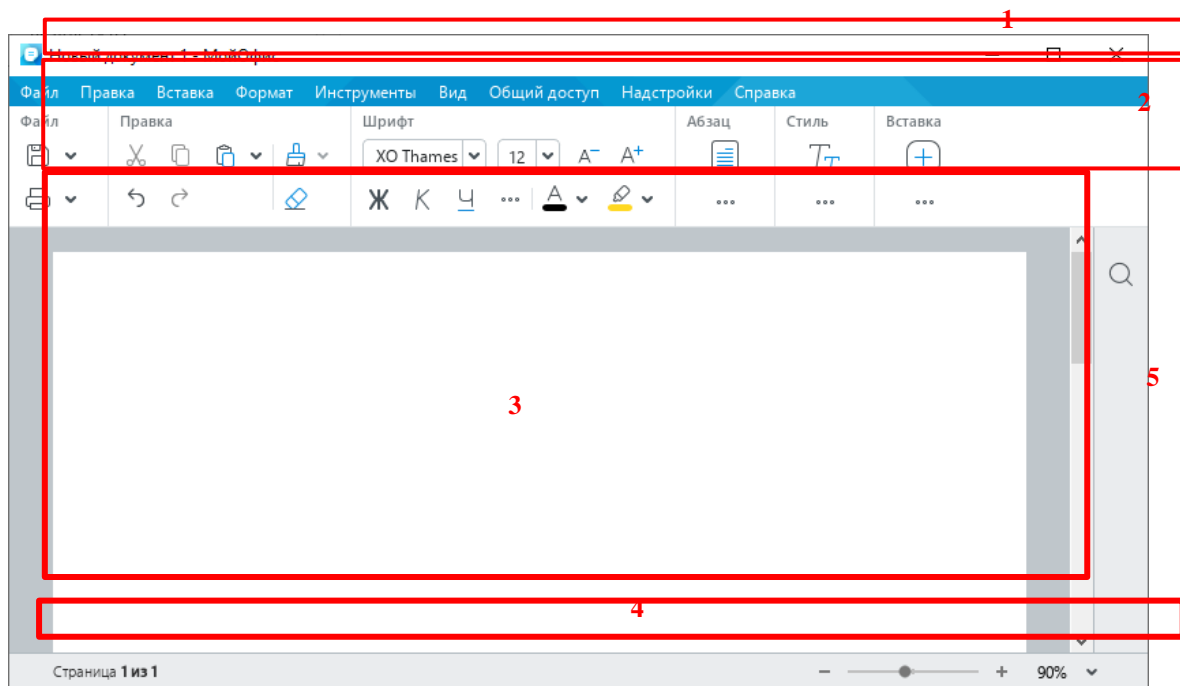 1
Новый документ 1 - МойОфис
Файл Правка Вставка Формат Инструменты Вид Общий доступ Надстройки Справка
2
Файл Правка Шрифт Абзац Стиль Вставка
XO Thames 12 A− A+
Ж К Ч ... A
3
5
4
Страница 1 из 1 − + 90%